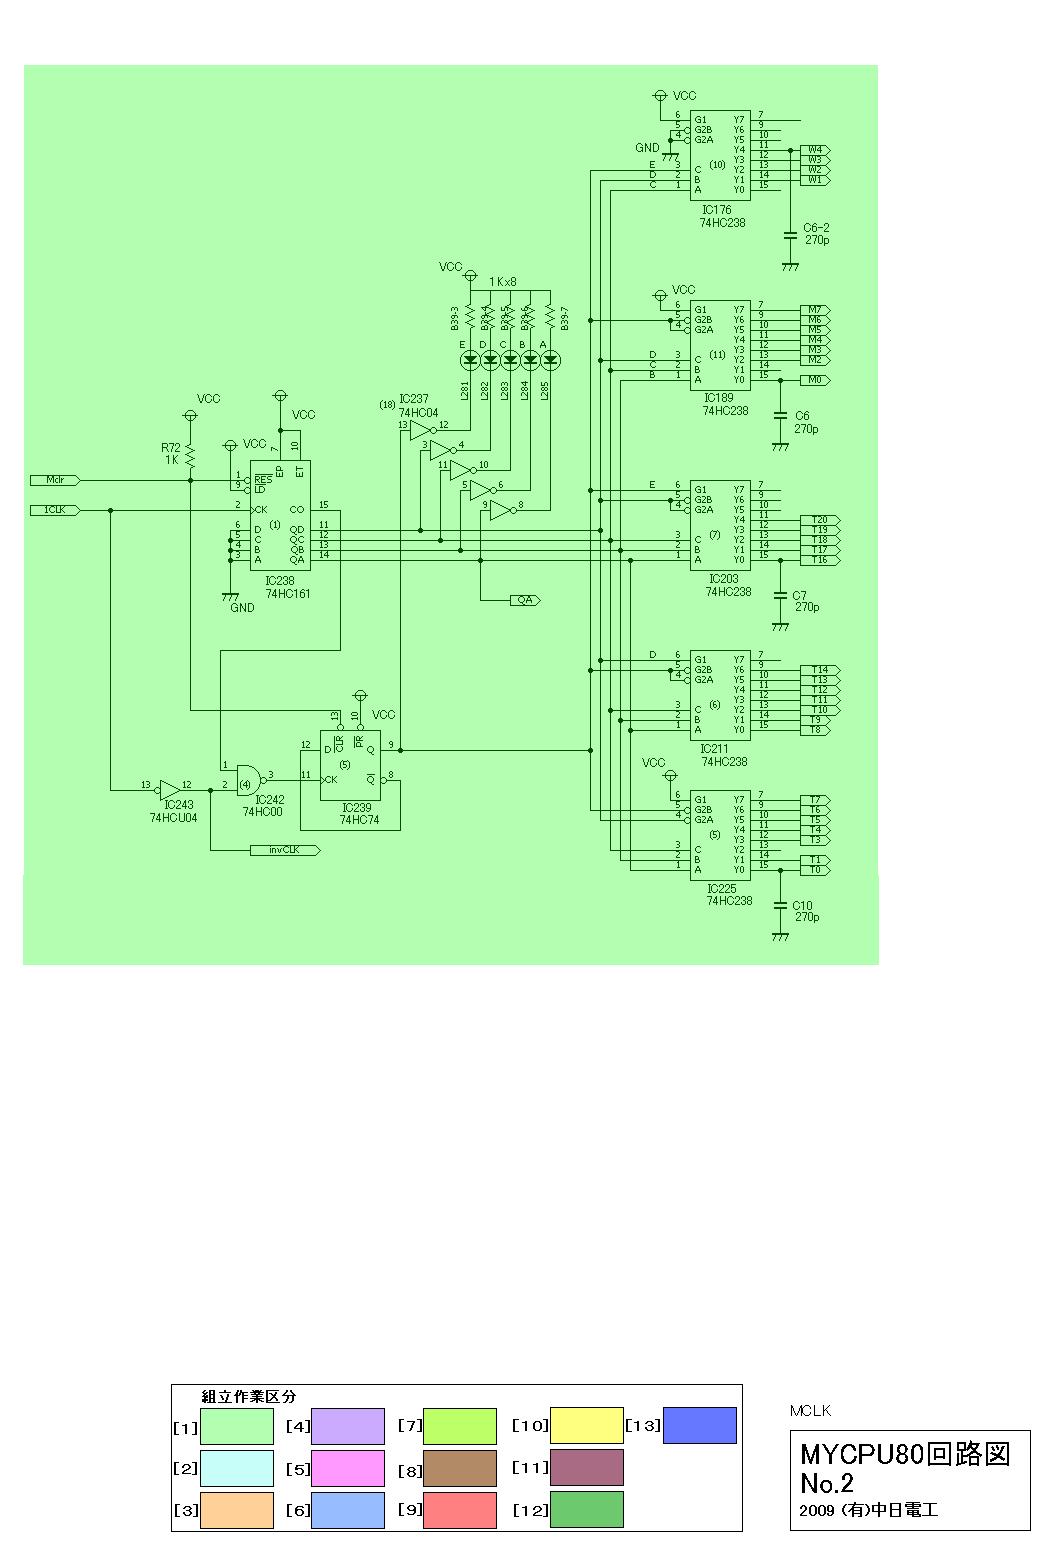 VCC
6 G1 Y7 7
5 G2B Y6 9
4 G2A Y5 10
GND Y4 11 W4
Y3 12 W3
E 3 C (10) Y2 13 W2
D 2 B Y1 14 W1
C 1 A Y0 15
IC176
74HC238
C6-2
270p
VCC
1Kx8
B39-3 B39-4 B39-5 B39-6 B39-7
E D C B A
L281 L282 L283 L284 L285
VCC
6 G1 Y7 7 M7
5 G2B Y6 9 M6
4 G2A Y5 10 M5
Y4 11 M4
(11) Y3 12 M3
D 3 C Y2 13 M2
C 2 B Y1 14
B 1 A Y0 15 M0
IC189
74HC238
C6
270p
IC237
(18) 74HC04
13 12
3 4
11 10
5 6
9 8
VCC
VCC
R72
1K
VCC
7 10
EP ET
Mclr 1 RES
9 LD
1CLK 2 CK CO 15
(1)
6 D QD 11
5 C QC 12
4 B QB 13
3 A QA 14
IC238
74HC161
GND
QA
E 6 G1 Y7 7
5 G2B Y6 9
4 G2A Y5 10
Y4 11 T20
(7) Y3 12 T19
3 C Y2 13 T18
2 B Y1 14 T17
1 A Y0 15 T16
IC203
74HC238
C7
270p
D 6 G1 Y7 7
5 G2B Y6 9 T14
4 G2A Y5 10 T13
Y4 11 T12
(6) Y3 12 T11
3 C Y2 13 T10
2 B Y1 14 T9
1 A Y0 15 T8
IC211
74HC238
13 10 VCC
CLR PR
12 D Q 9
(5)
11 CK Q 8
IC239
74HC74
1
2 (4) 3
IC242
74HC00
13 12
IC243
74HCU04
invCLK
VCC
6 G1 Y7 7 T7
5 G2B Y6 9 T6
4 G2A Y5 10 T5
Y4 11 T4
(5) Y3 12 T3
3 C Y2 13
2 B Y1 14 T1
1 A Y0 15 T0
IC225
74HC238
C10
270p
組立作業区分
[1] [4] [7] [10] [13]
[2] [5] [8] [11]
[3] [6] [9] [12]
MCLK
MYCPU80回路図
No.2
2009 (有)中日電工